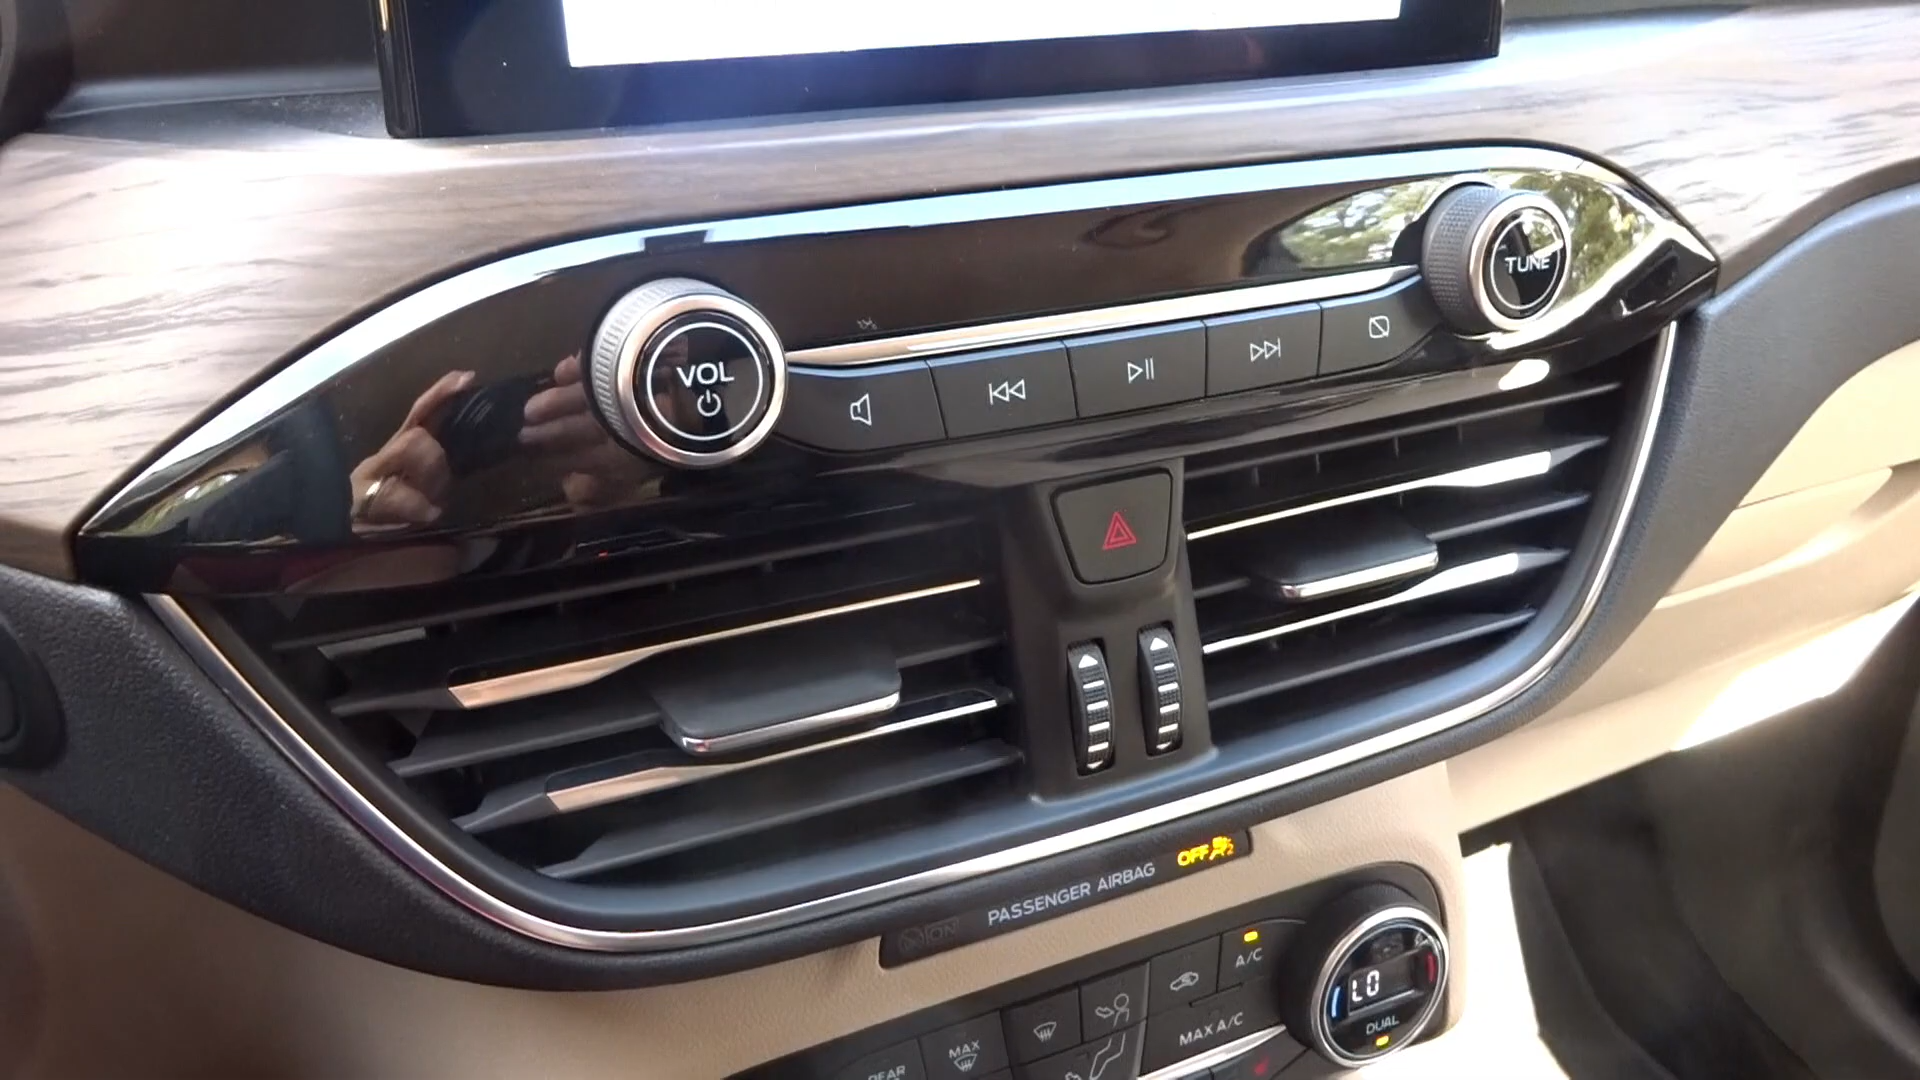 VOL
TUNE
OFF
PASSENGER AIRBAG
ON
A/C
LO
DUAL
MAX A/C
MAX
REAR